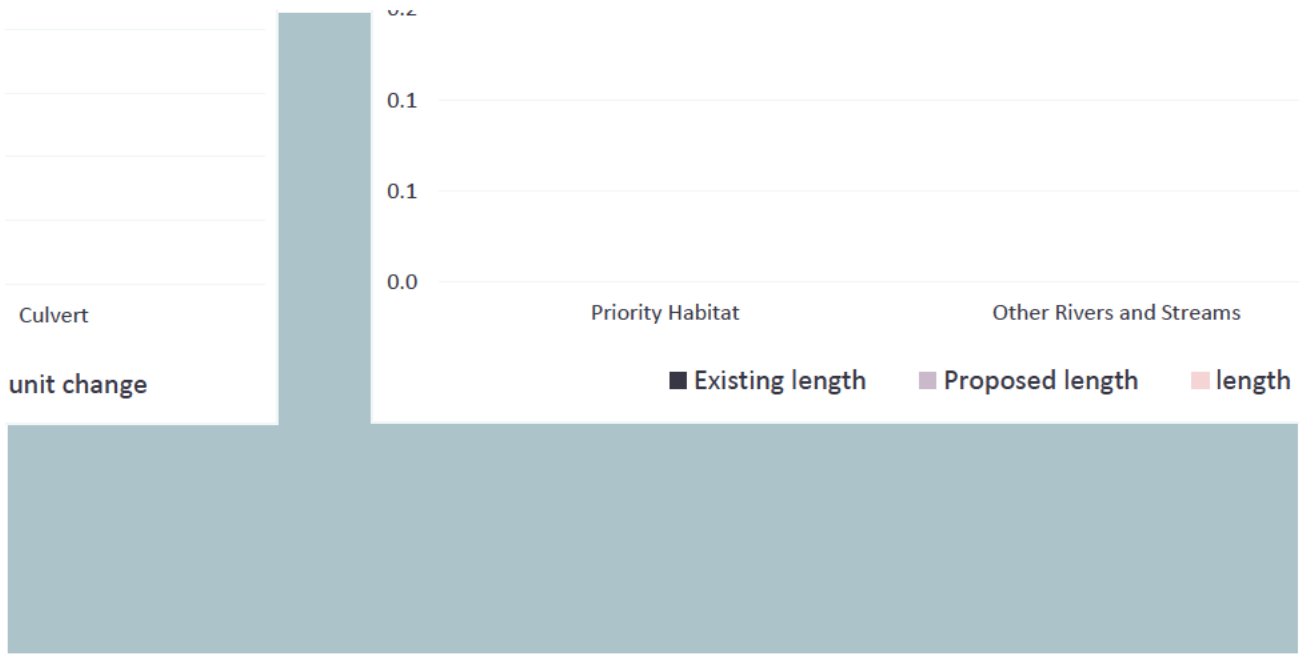 0.1
0.1
0.0
Culvert
Priority Habitat Other Rivers and Streams
unit change
Existing length Proposed length length